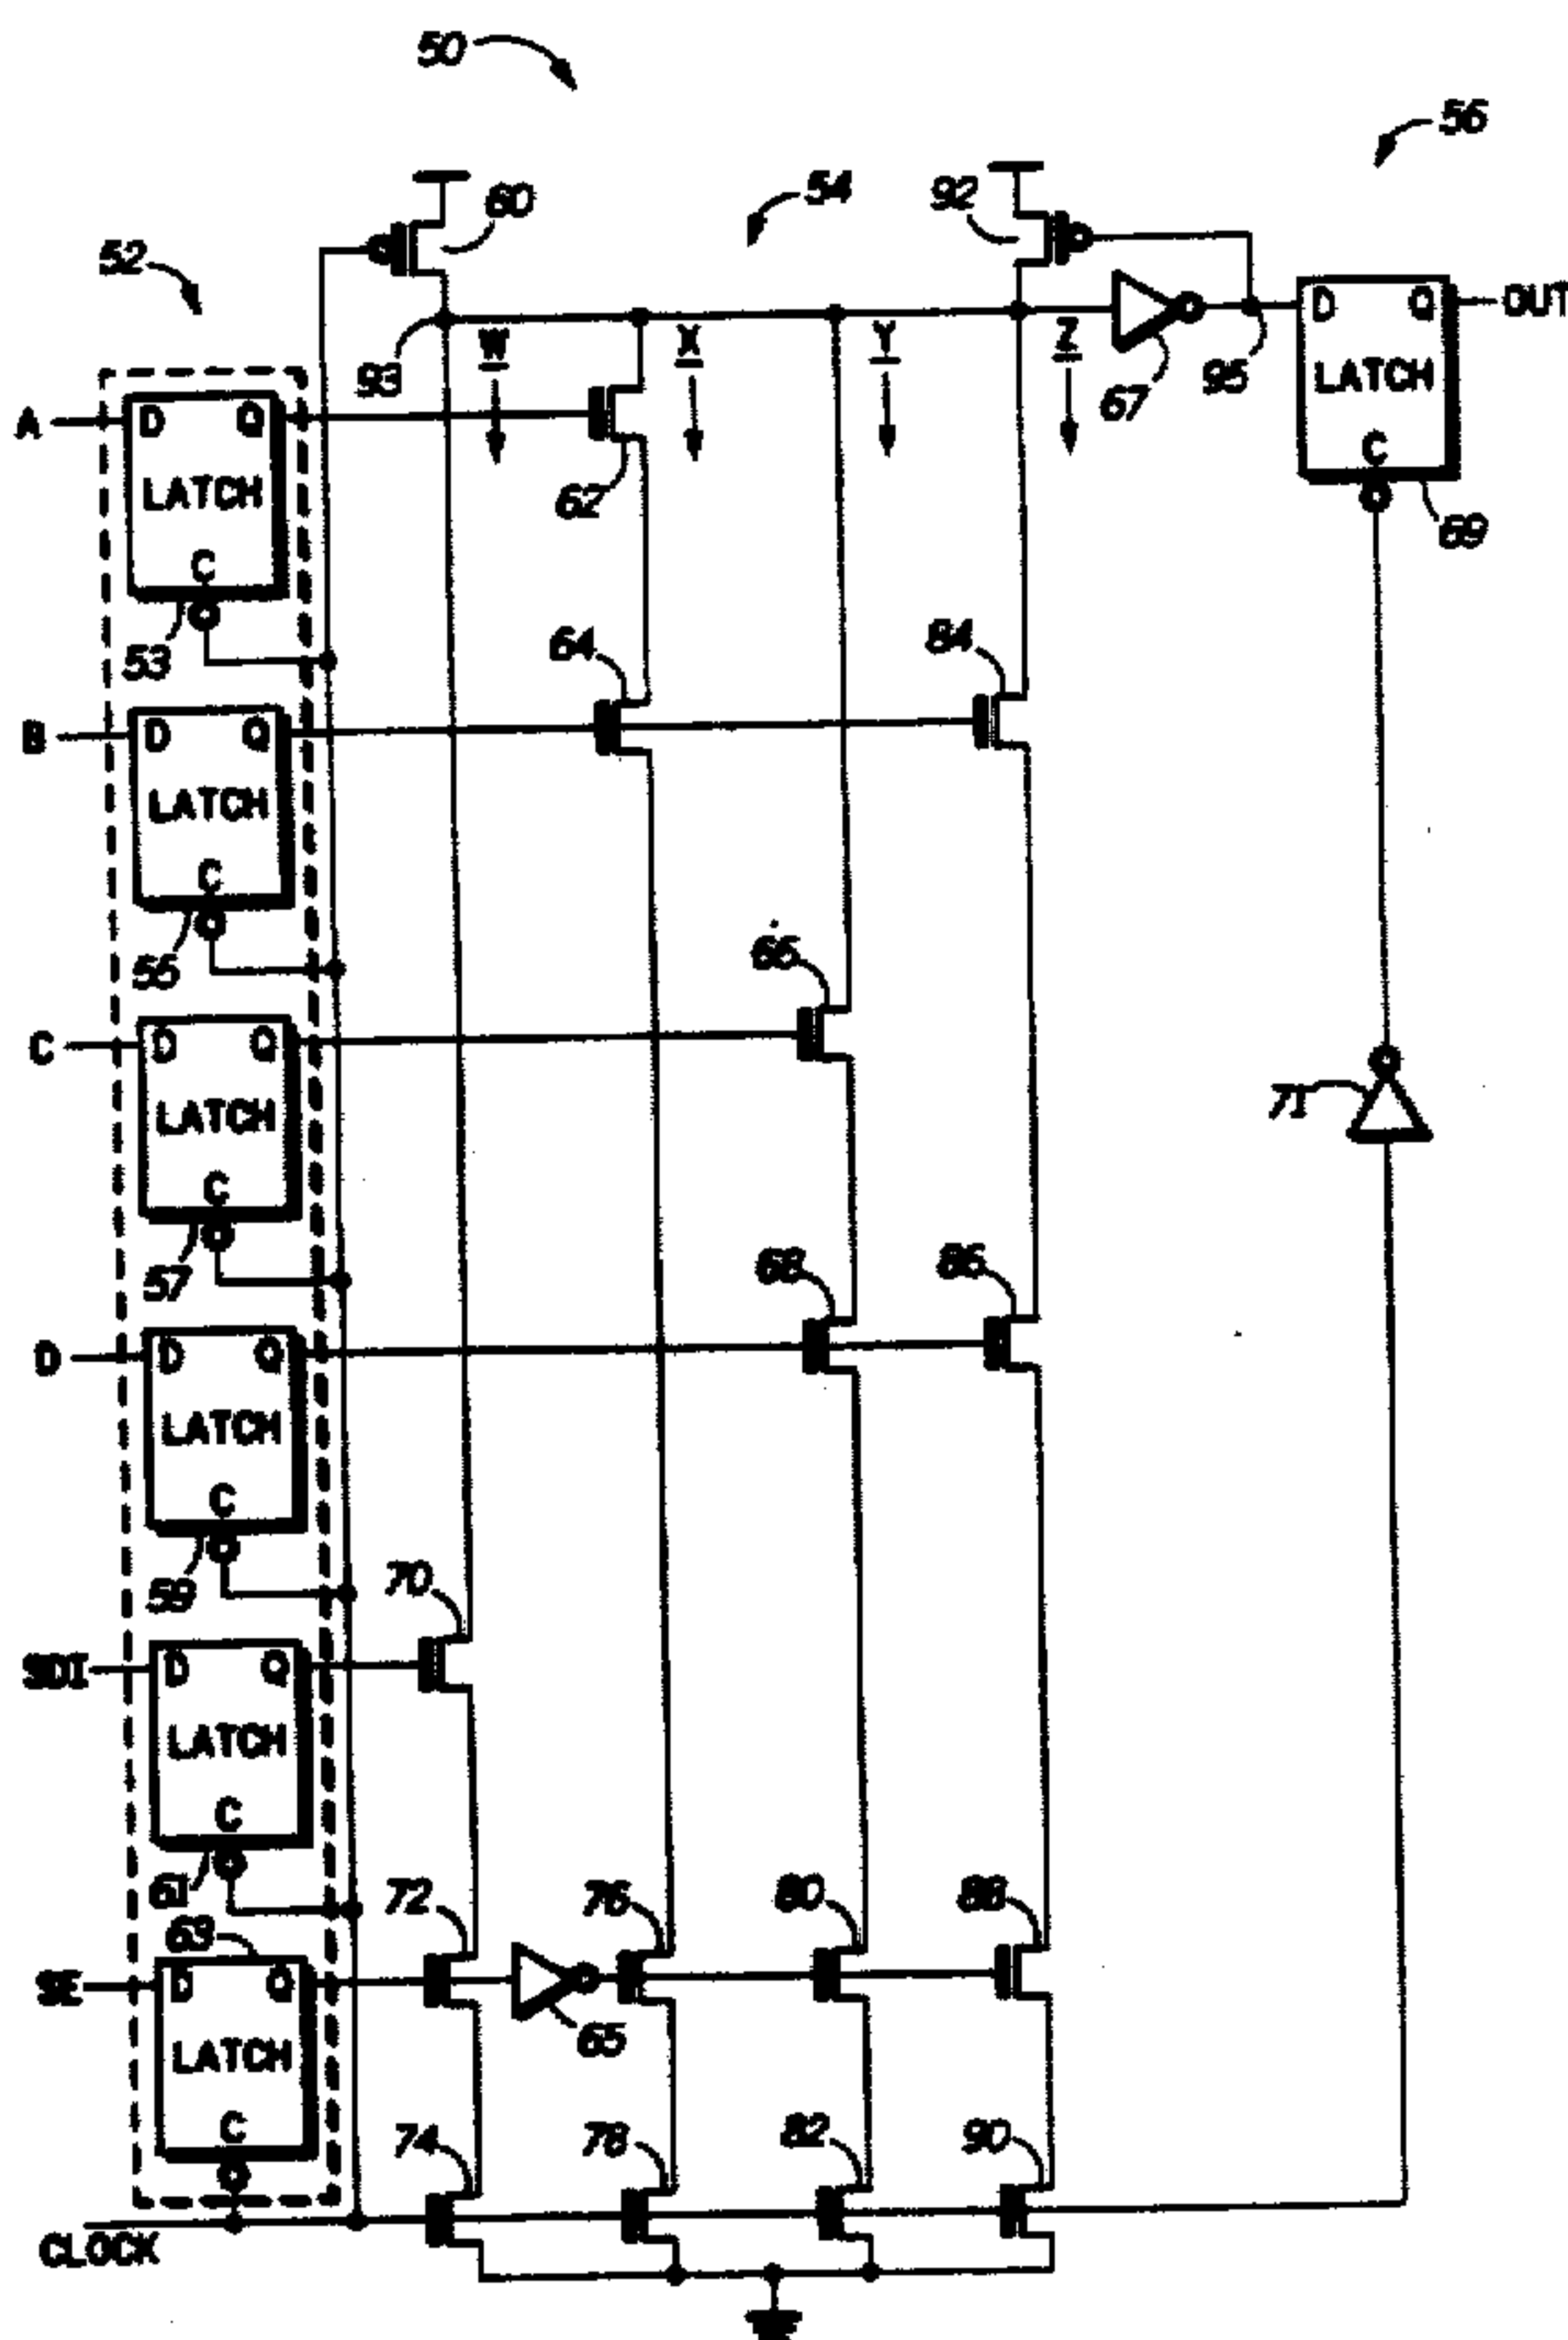 50
56
54
60
92
52
D Q OUT
W X Y Z
93
67
95
A D Q
LATCH
LATCH
C
C
62
69
53
64
84
B D Q
LATCH
C
55
66
C D Q
LATCH
C
71
57
68
86
D D Q
LATCH
C
59
70
SDI D Q
LATCH
C
61
72
76
80
88
63
SE D Q
65
LATCH
C
74
78
82
90
CLOCK